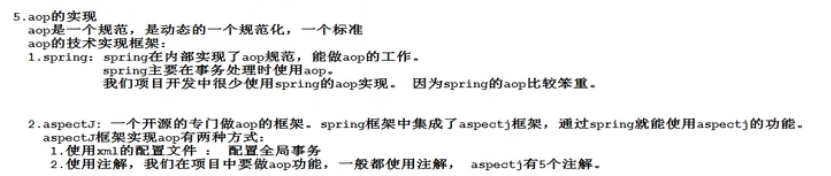 5.aop的实现
aop是一个规范，是动态的一个规范化，一个标准
aop的技术实现框架：
1.spring: spring在内部实现了aop规范，能做aop的工作。
spring主要在事务处理时使用aop。
我们项目开发中很少使用spring的aop实现。 因为spring的aop比较笨重。
2.aspectJ: 一个开源的专门做aop的框架。spring框架中集成了aspectj框架，通过spring就能使用aspectj的功能。
aspectJ框架实现aop有两种方式：
1.使用xml的配置文件 ： 配置全局事务
2.使用注解，我们在项目中要做aop功能，一般都使用注解， aspectj有5个注解。